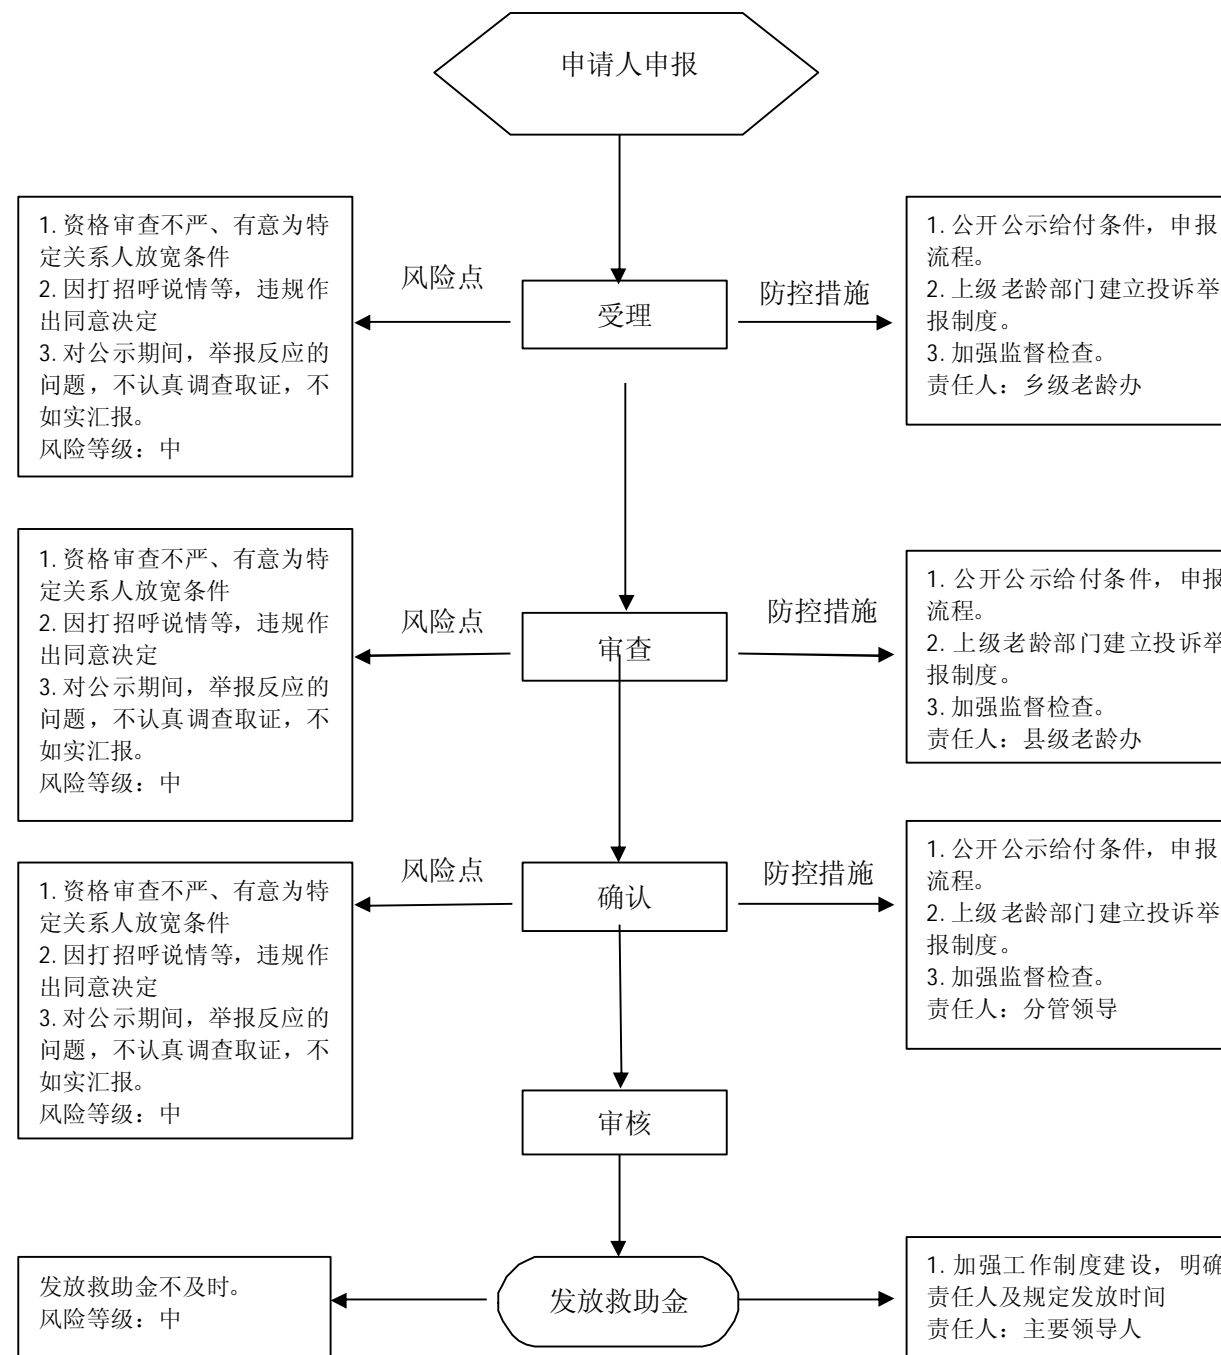 申请人申报
1.资格审查不严、有意为特
定关系人放宽条件
2.因打招呼说情等，违规作
出同意决定
3.对公示期间，举报反应的
问题，不认真调查取证，不
如实汇报。
风险等级：中
风险点
受理
防控措施
1.公开公示给付条件，申报
流程。
2.上级老龄部门建立投诉举
报制度。
3.加强监督检查。
责任人：乡级老龄办
1.资格审查不严、有意为特
定关系人放宽条件
2.因打招呼说情等，违规作
出同意决定
3.对公示期间，举报反应的
问题，不认真调查取证，不
如实汇报。
风险等级：中
风险点
审查
防控措施
1.公开公示给付条件，申报
流程。
2.上级老龄部门建立投诉举
报制度。
3.加强监督检查。
责任人：县级老龄办
1.资格审查不严、有意为特
定关系人放宽条件
2.因打招呼说情等，违规作
出同意决定
3.对公示期间，举报反应的
问题，不认真调查取证，不
如实汇报。
风险等级：中
风险点
确认
防控措施
1.公开公示给付条件，申报
流程。
2.上级老龄部门建立投诉举
报制度。
3.加强监督检查。
责任人：分管领导
审核
发放救助金不及时。
风险等级：中
发放救助金
1.加强工作制度建设，明确
责任人及规定发放时间
责任人：主要领导人